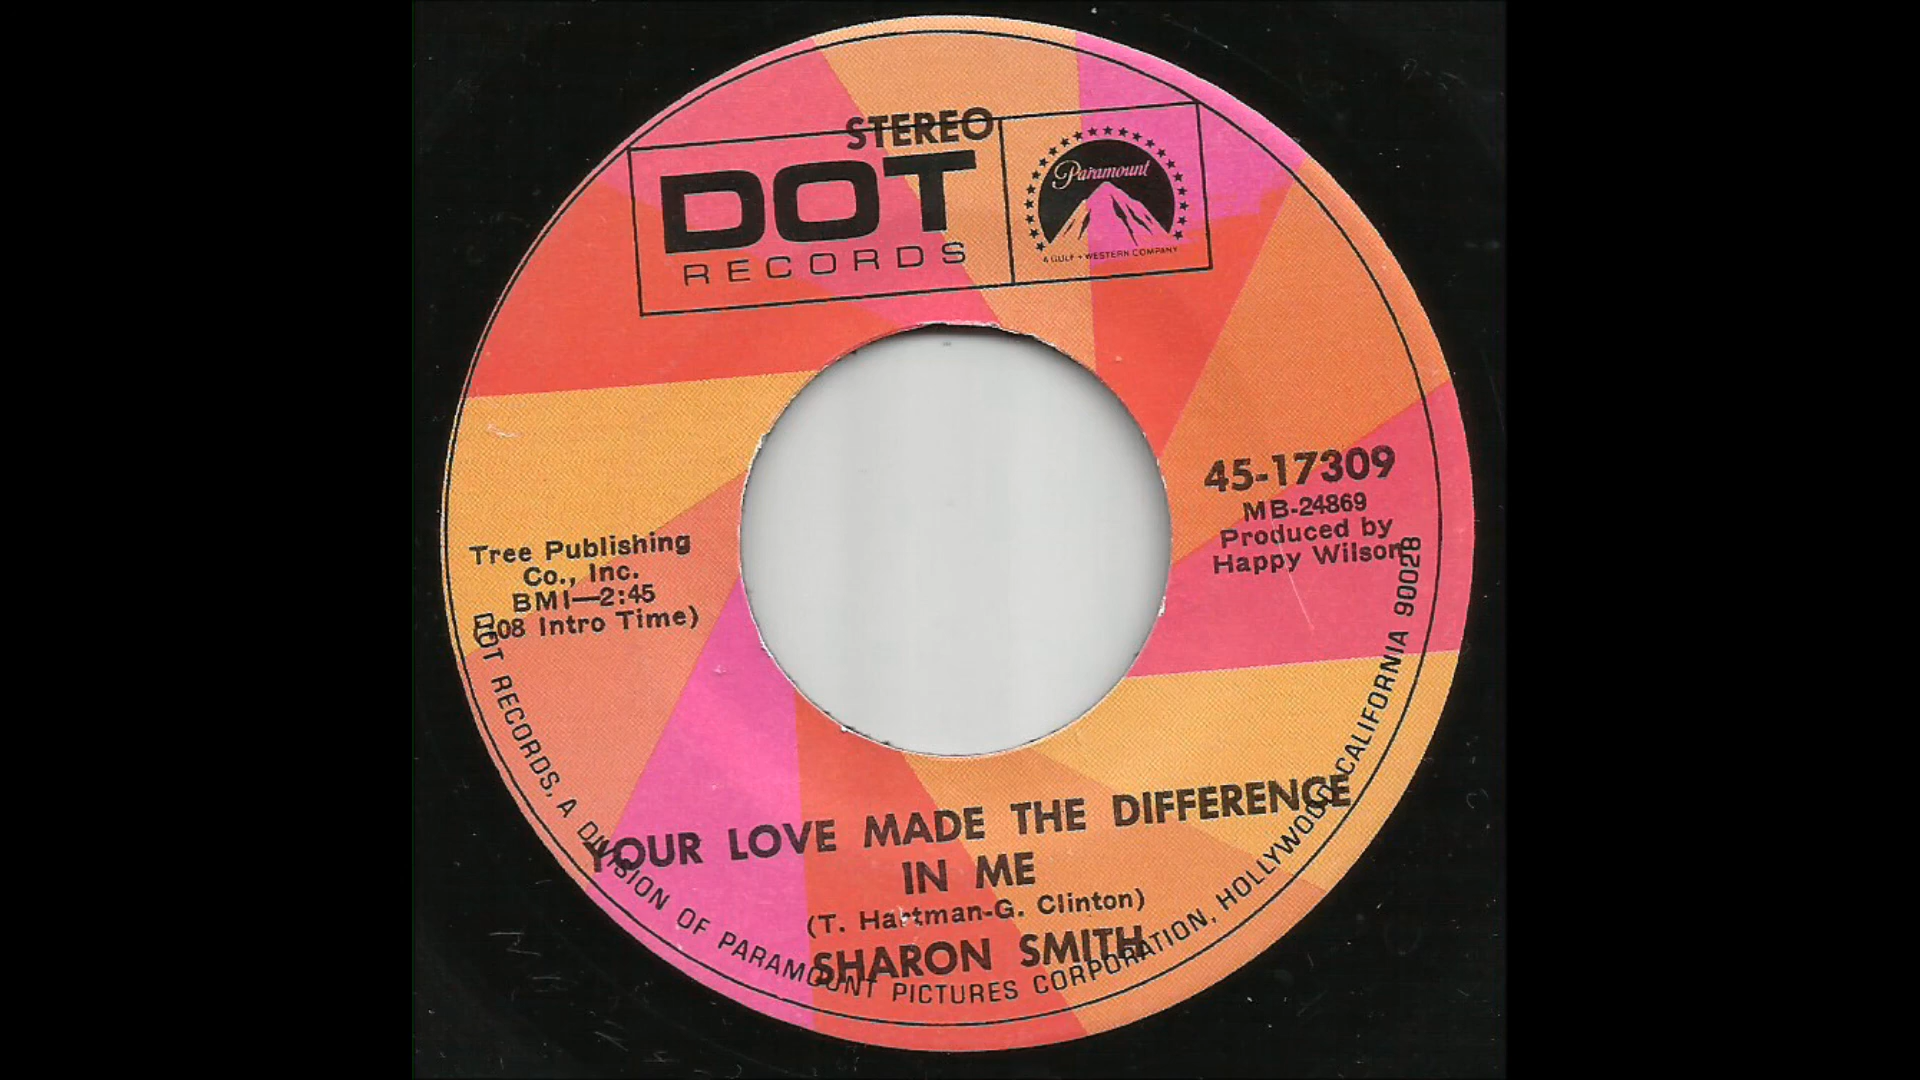 STEREO
DOT
RECORDS
Paramount
A GULF + WESTERN COMPANY
45-17309
MB-24869
Produced by
Happy Wilson
Tree Publishing
Co., Inc.
BMI—2:45
(:08 Intro Time)
YOUR LOVE MADE THE DIFFERENCE
IN ME
(T. Hartman-G. Clinton)
SHARON SMITH
DOT RECORDS, A DIVISION OF PARAMOUNT PICTURES CORPORATION, HOLLYWOOD, CALIFORNIA 90028